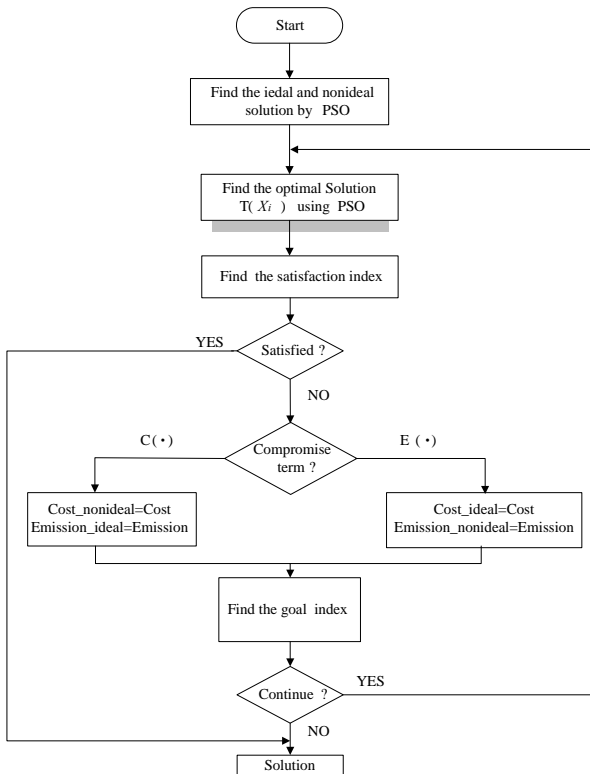 Start
Find the iedal and nonideal
solution by PSO
Find the optimal Solution
T( Xi ) using PSO
Find the satisfaction index
YES
Satisfied ?
NO
C(·)
E (·)
Compromise
term ?
Cost_nonideal=Cost
Emission_ideal=Emission
Cost_ideal=Cost
Emission_nonideal=Emission
Find the goal index
Continue ?
YES
NO
Solution